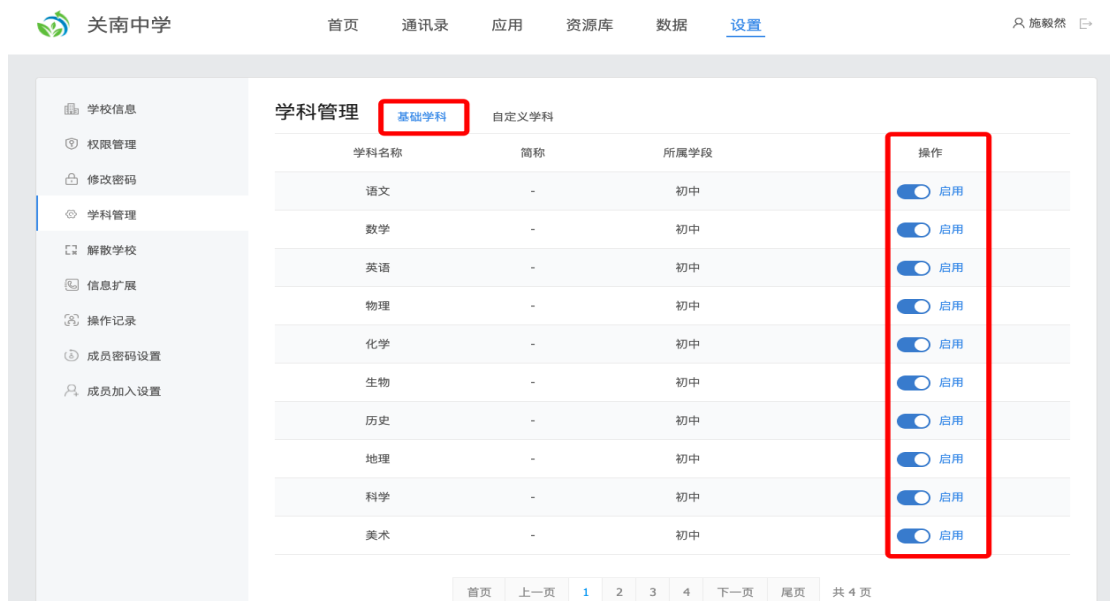 关南中学 首页 通讯录 应用 资源库 数据 设置 施毅然
学校信息
权限管理
修改密码
学科管理
解散学校
信息扩展
操作记录
成员密码设置
成员加入设置
学科管理 基础学科 自定义学科
学科名称 简称 所属学段 操作
语文 - 初中 启用
数学 - 初中 启用
英语 - 初中 启用
物理 - 初中 启用
化学 - 初中 启用
生物 - 初中 启用
历史 - 初中 启用
地理 - 初中 启用
科学 - 初中 启用
美术 - 初中 启用
首页 上一页 1 2 3 4 下一页 尾页 共 4 页